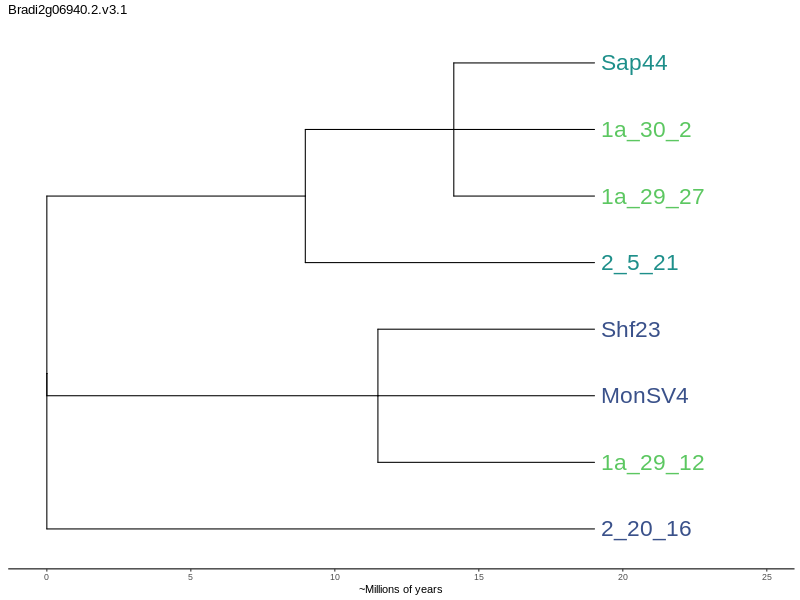 Bradi2g06940.2.v3.1
Sap44
1a_30_2
1a_29_27
2_5_21
Shf23
MonSV4
1a_29_12
2_20_16
0 5 10 15 20 25
~Millions of years